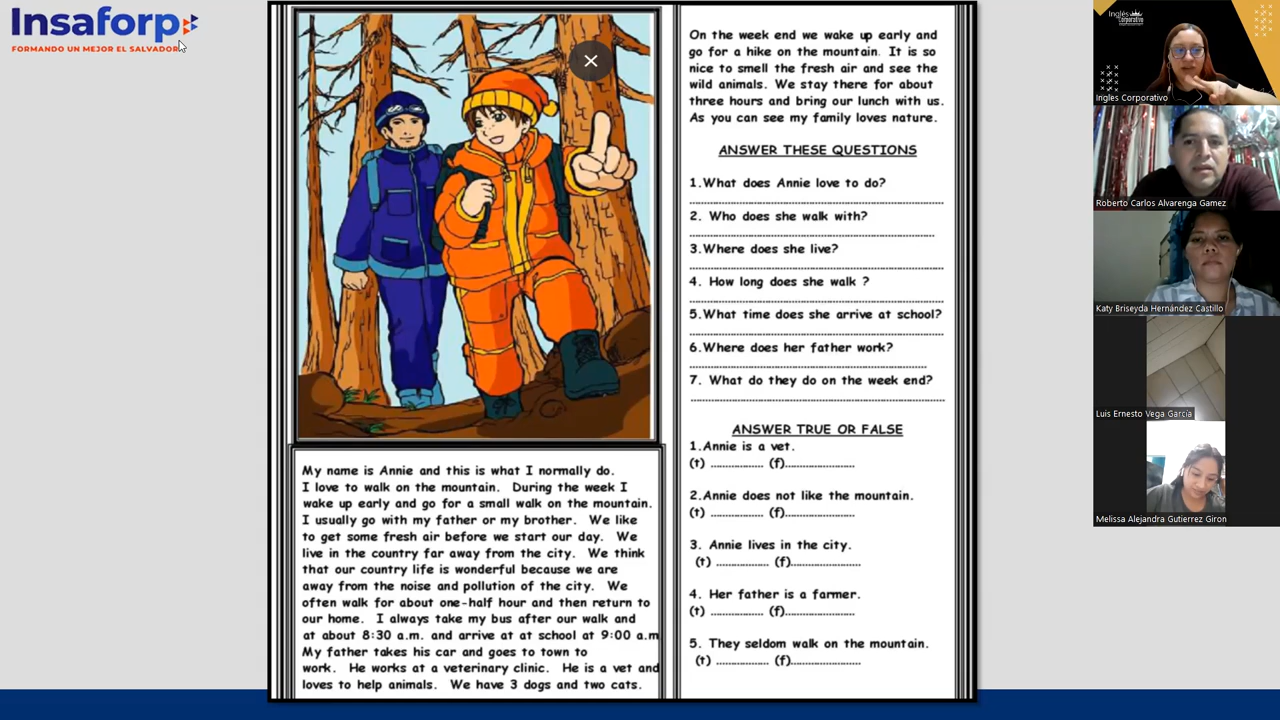 Insaforp
FORMANDO UN MEJOR EL SALVADOR
My name is Annie and this is what I normally do.
I love to walk on the mountain. During the week I
wake up early and go for a small walk on the mountain.
I usually go with my father or my brother. We like
to get some fresh air before we start our day. We
live in the country far away from the city. We think
that our country life is wonderful because we are
away from the noise and pollution of the city. We
often walk for about one-half hour and then return to
our home. I always take my bus after our walk and
at about 8:30 a.m. and arrive at at school at 9:00 a.m
My father takes his car and goes to town to
work. He works at a veterinary clinic. He is a vet and
loves to help animals. We have 3 dogs and two cats.
On the week end we wake up early and
go for a hike on the mountain. It is so
nice to smell the fresh air and see the
wild animals. We stay there for about
three hours and bring our lunch with us.
As you can see my family loves nature.
ANSWER THESE QUESTIONS
1.What does Annie love to do?
2. Who does she walk with?
3.Where does she live?
4. How long does she walk ?
5.What time does she arrive at school?
6.Where does her father work?
7. What do they do on the week end?
ANSWER TRUE OR FALSE
1.Annie is a vet.
(t) .................. (f).......................
2.Annie does not like the mountain.
(t) .................. (f).......................
3. Annie lives in the city.
(t) .................. (f).......................
4. Her father is a farmer.
(t) .................. (f).......................
5. They seldom walk on the mountain.
(t) .................. (f).......................
Inglés
Corporativo
Ingles Corporativo
Roberto Carlos Alvarenga Gamez
Katy Briseyda Hernández Castillo
Luis Ernesto Vega García
Melissa Alejandra Gutierrez Giron